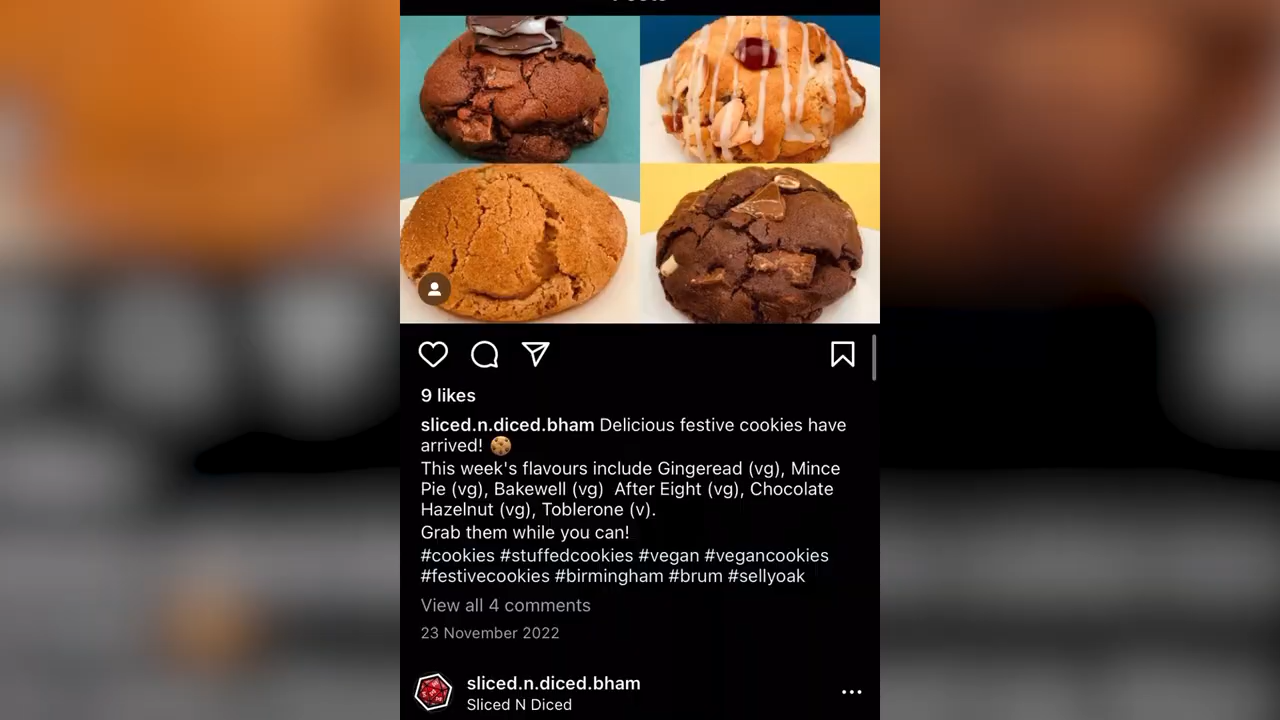 9 likes
sliced.n.diced.bham Delicious festive cookies have
arrived!
This week's flavours include Gingeread (vg), Mince
Pie (vg), Bakewell (vg)  After Eight (vg), Chocolate
Hazelnut (vg), Toblerone (v).
Grab them while you can!
#cookies #stuffedcookies #vegan #vegancookies
#festivecookies #birmingham #brum #sellyoak
View all 4 comments
23 November 2022
sliced.n.diced.bham
Sliced N Diced